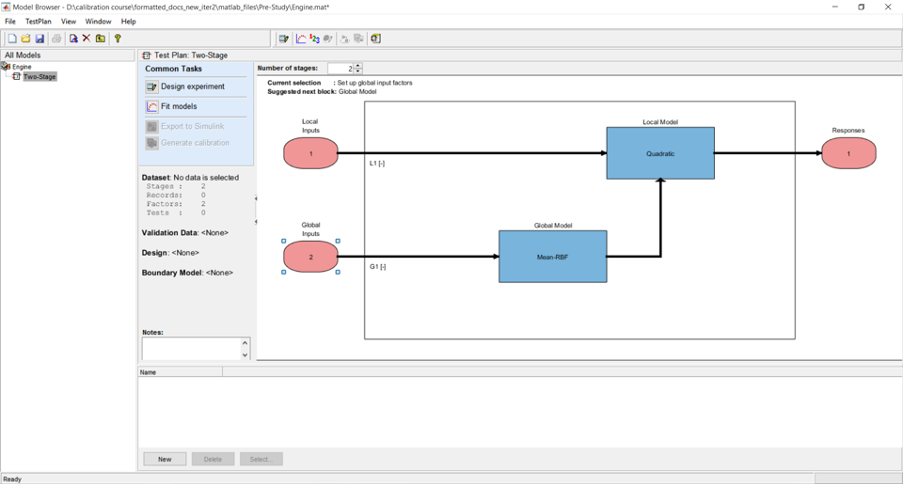 Model Browser - D:\calibration course\formatted_docs_new_iter2\matlab_files\Pre-Study\Engine.mat*
File TestPlan View Window Help
All Models
Engine
Two-Stage
Test Plan: Two-Stage
Common Tasks
Design experiment
Fit models
Export to Simulink
Generate calibration
Dataset: No data is selected
Stages : 2
Records: 0
Factors: 2
Tests : 0
Validation Data: <None>
Design: <None>
Boundary Model: <None>
Notes:
Number of stages: 2
Current selection : Set up global input factors
Suggested next block: Global Model
Local
Inputs
1
L1 [-]
Local Model
Quadratic
Responses
1
Global
Inputs
2
G1 [-]
Global Model
Mean-RBF
Name
New Delete Select...
Ready